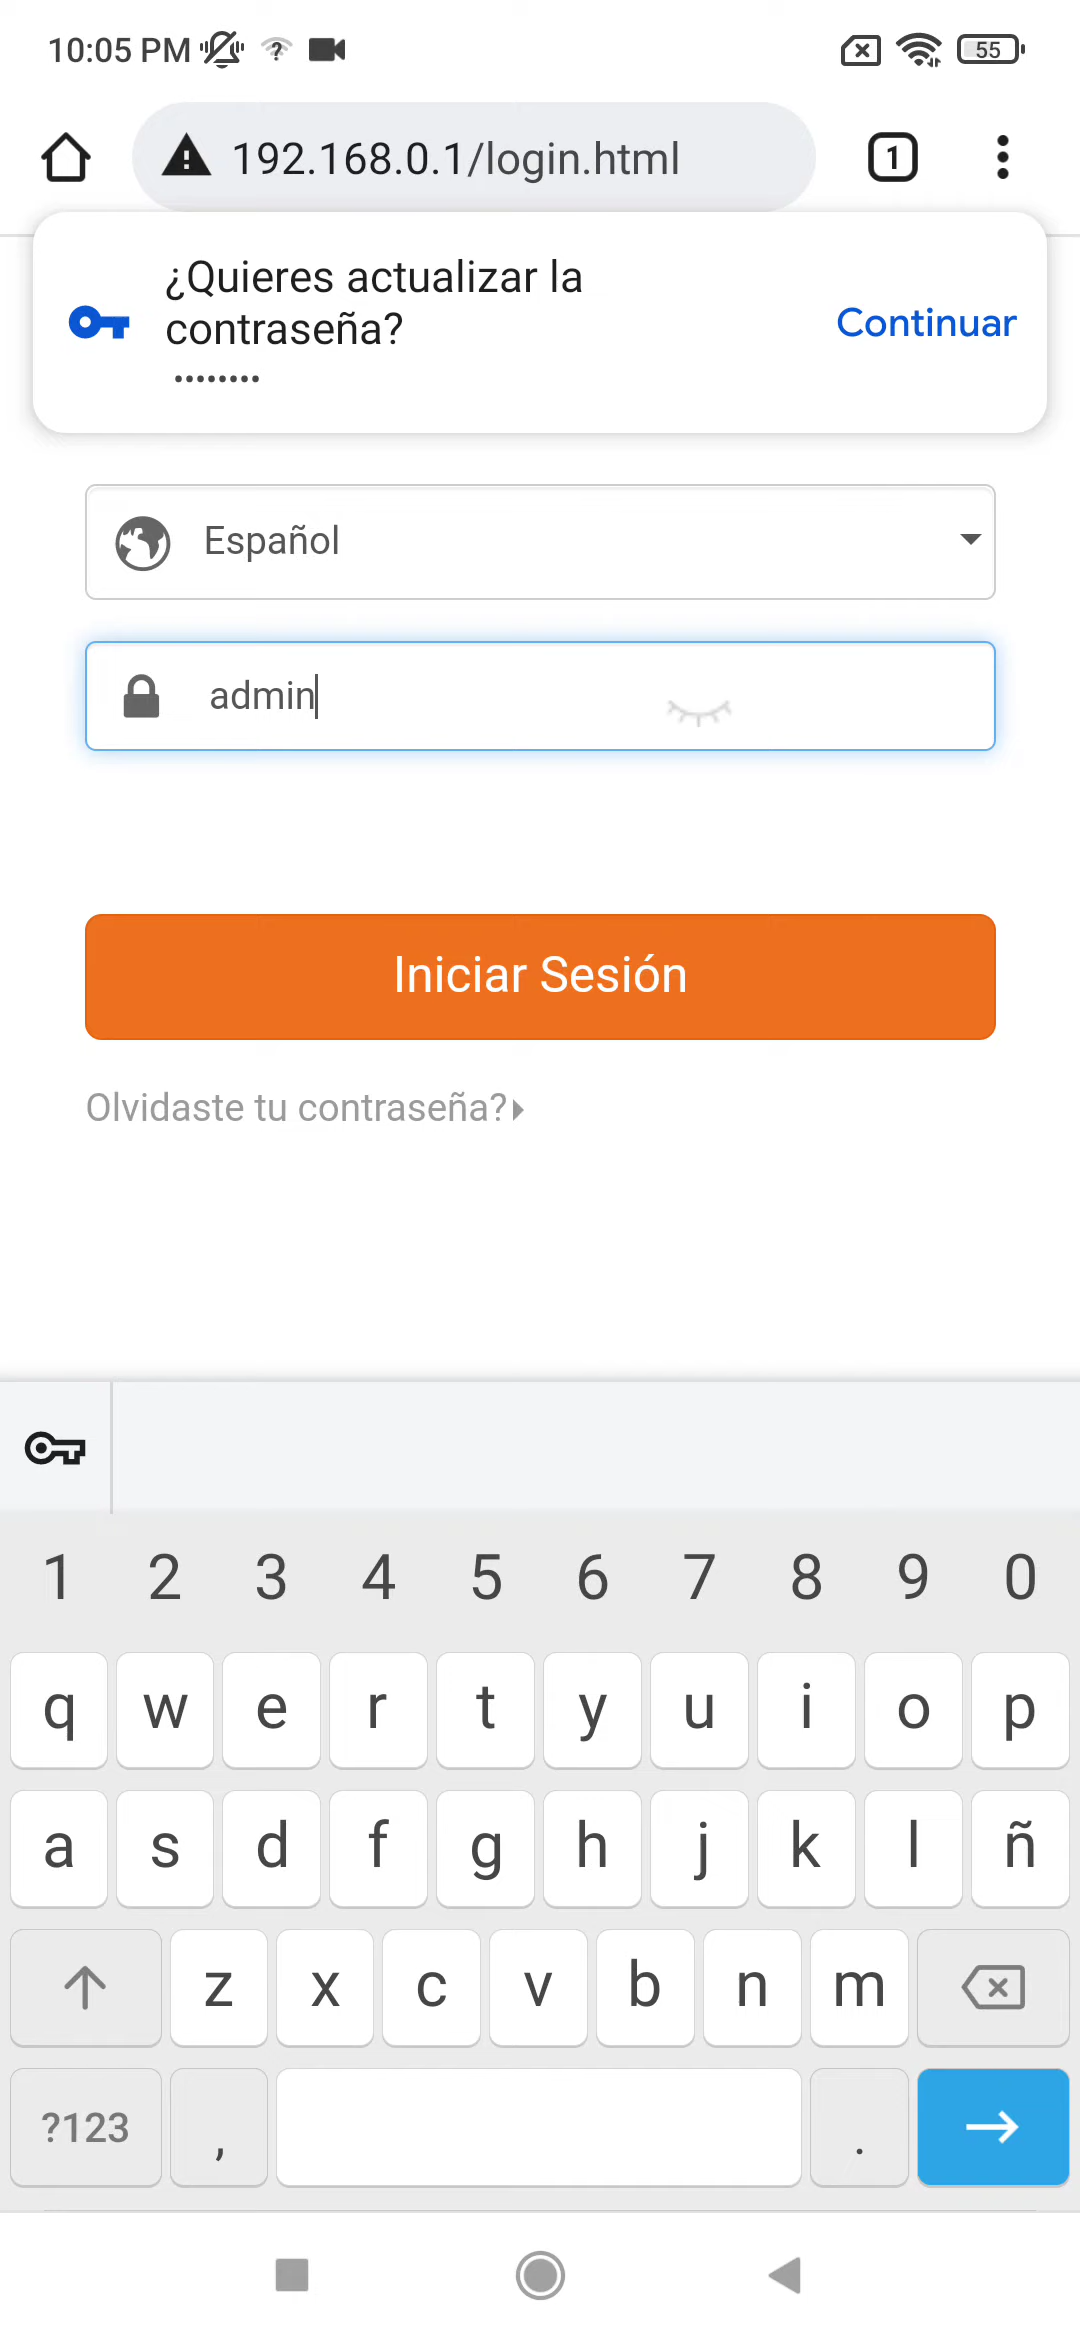 10:05 PM
55
192.168.0.1/login.html
1
¿Quieres actualizar la
contraseña?
••••••••
Continuar
Español
admin
Iniciar Sesión
Olvidaste tu contraseña?
1 2 3 4 5 6 7 8 9 0
q w e r t y u i o p
a s d f g h j k l ñ
z x c v b n m
?123 , .